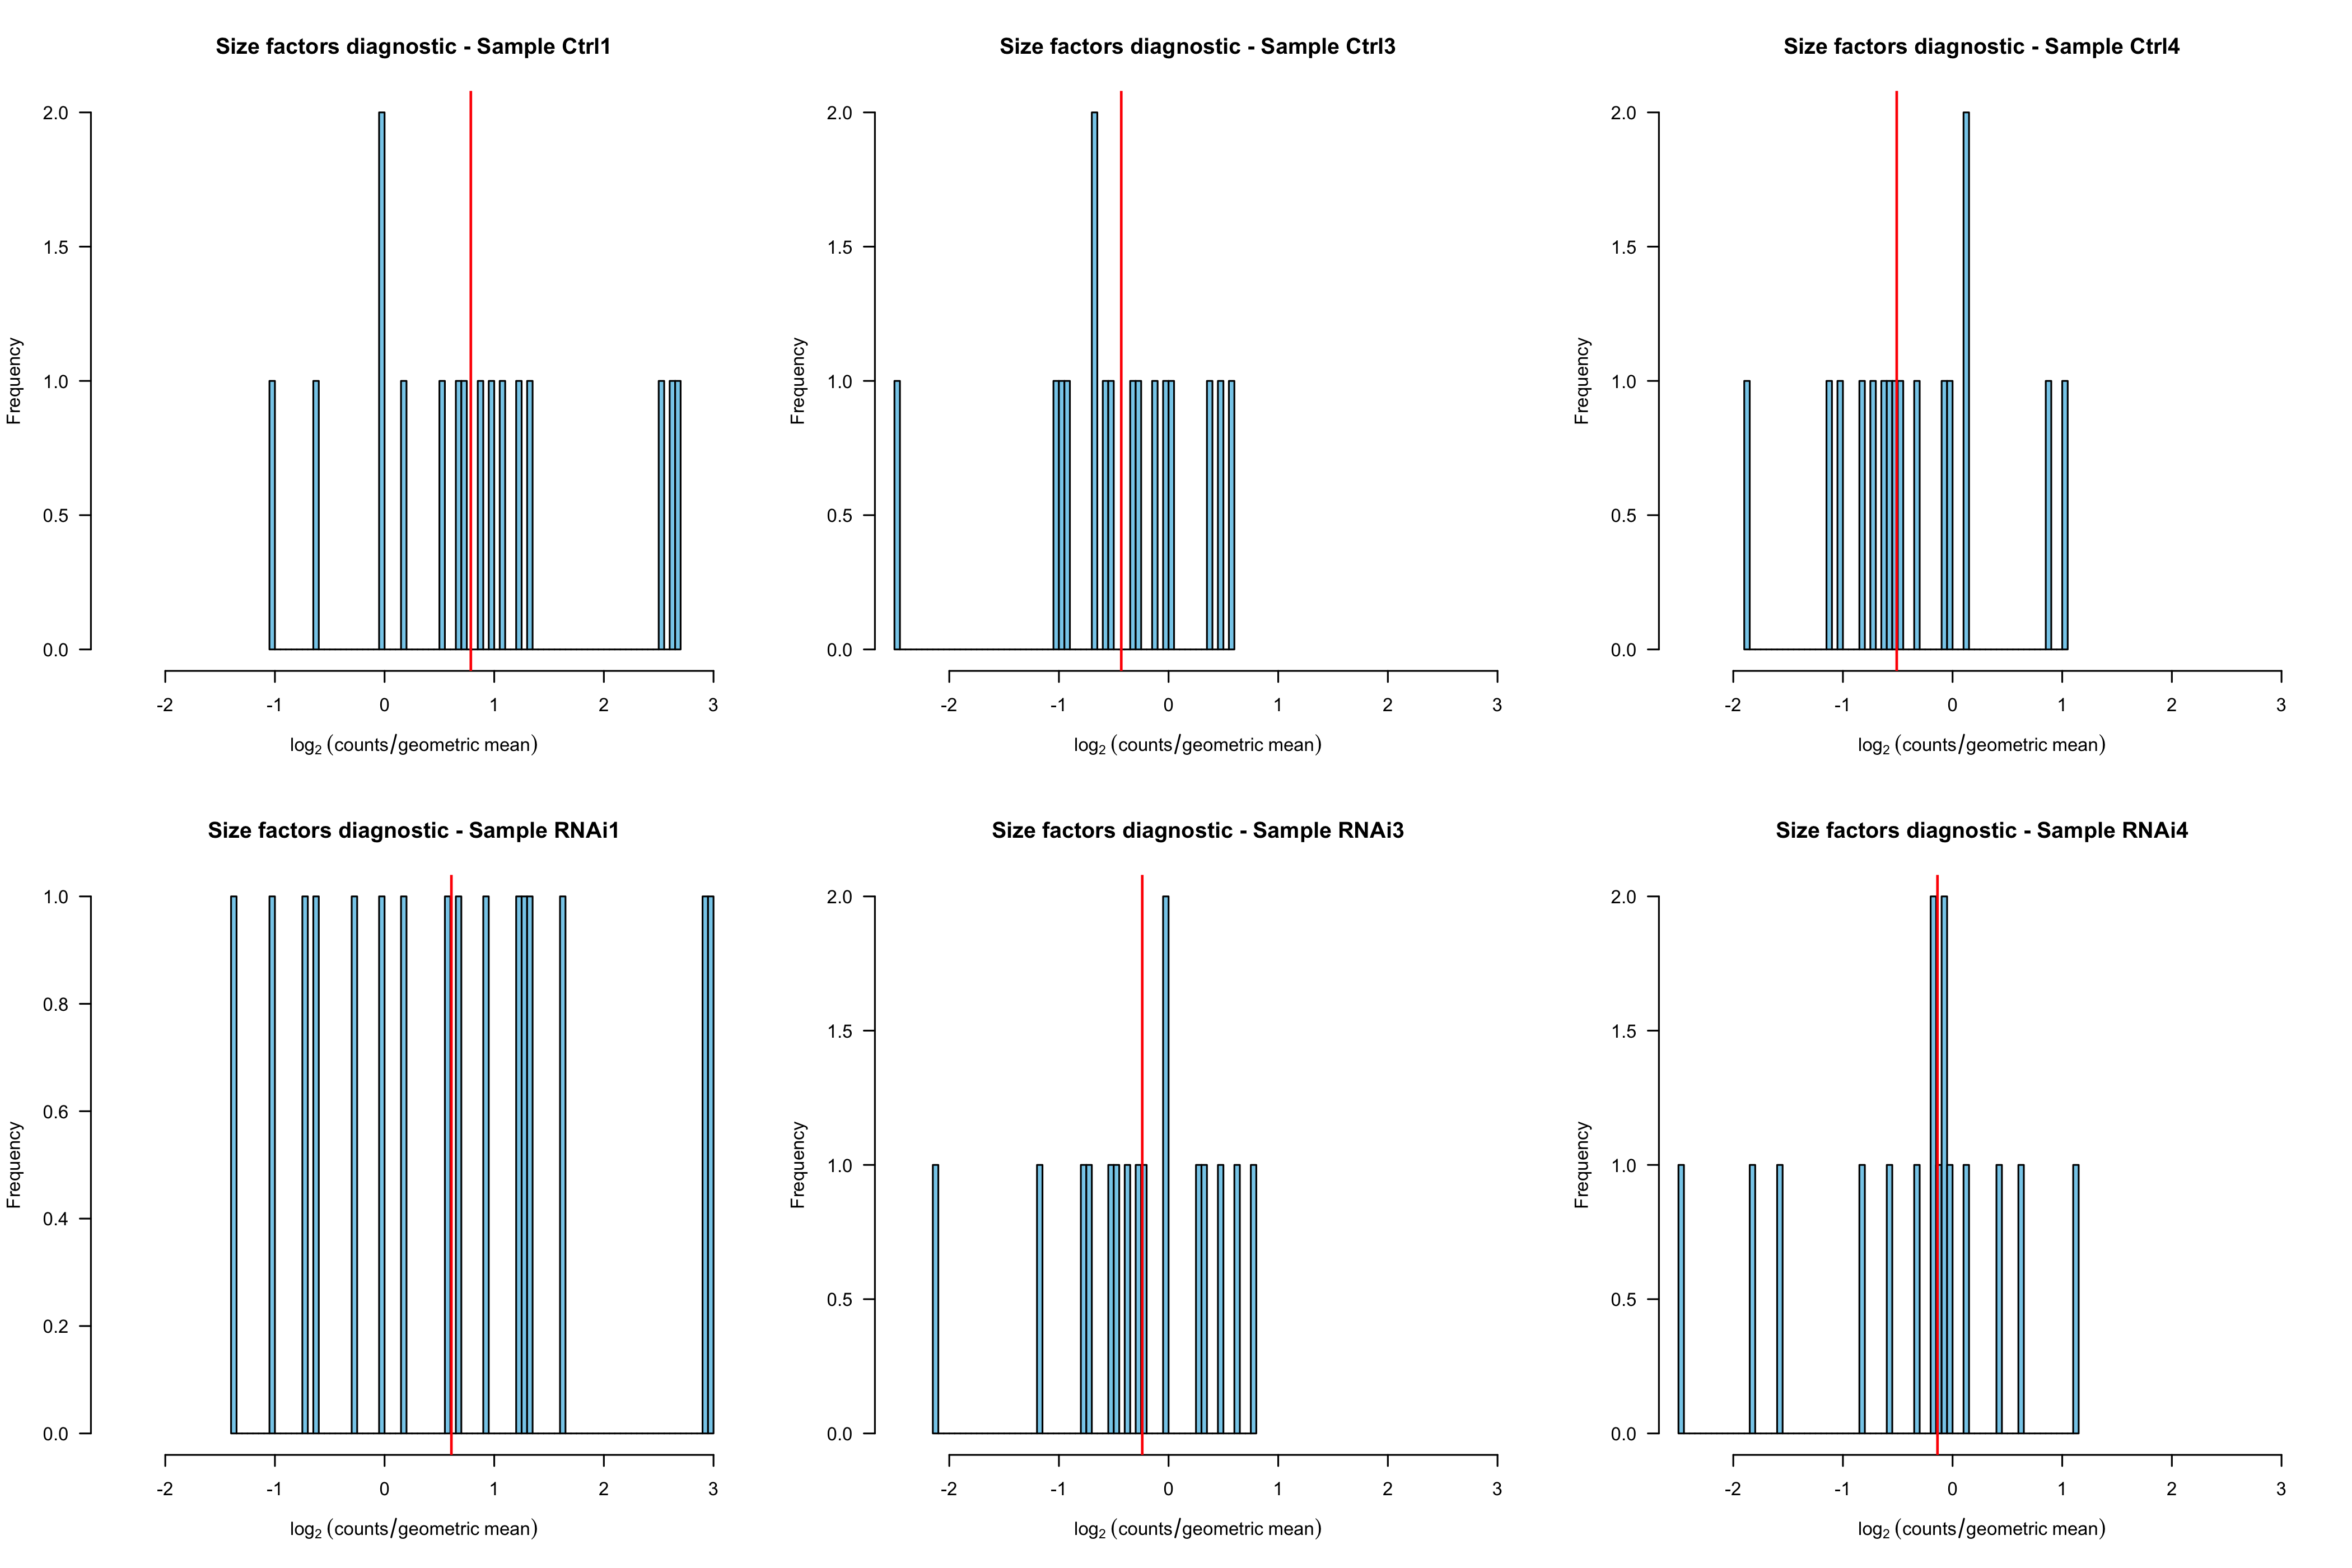 Size factors diagnostic - Sample Ctrl1
2.0
1.5
1.0
0.5
0.0
Frequency
-2 -1 0 1 2 3
log₂ (counts/geometric mean)
Size factors diagnostic - Sample Ctrl3
2.0
1.5
1.0
0.5
0.0
Frequency
-2 -1 0 1 2 3
log₂ (counts/geometric mean)
Size factors diagnostic - Sample Ctrl4
2.0
1.5
1.0
0.5
0.0
Frequency
-2 -1 0 1 2 3
log₂ (counts/geometric mean)
Size factors diagnostic - Sample RNAi1
1.0
0.8
0.6
0.4
0.2
0.0
Frequency
-2 -1 0 1 2 3
log₂ (counts/geometric mean)
Size factors diagnostic - Sample RNAi3
2.0
1.5
1.0
0.5
0.0
Frequency
-2 -1 0 1 2 3
log₂ (counts/geometric mean)
Size factors diagnostic - Sample RNAi4
2.0
1.5
1.0
0.5
0.0
Frequency
-2 -1 0 1 2 3
log₂ (counts/geometric mean)